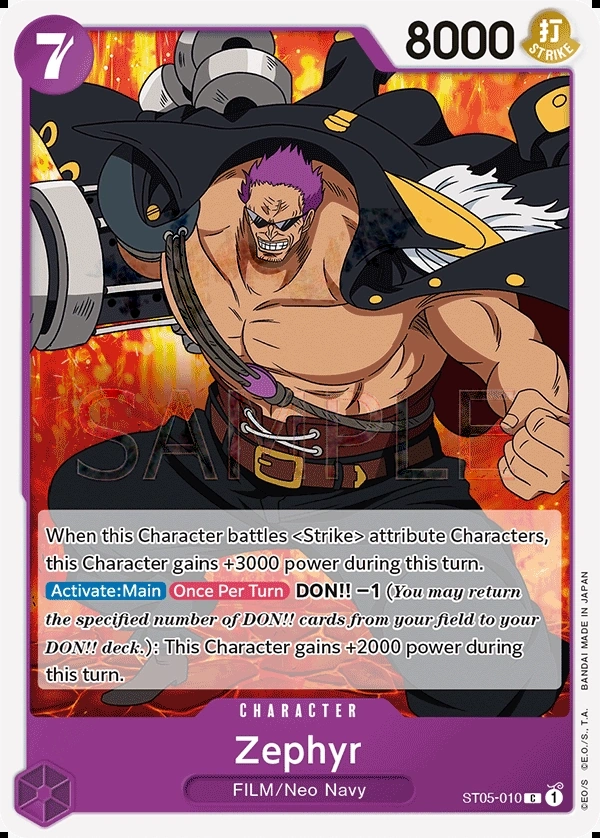 7
8000
打
STRIKE
SAMPLE
When this Character battles <Strike> attribute Characters,
this Character gains +3000 power during this turn.
Activate:Main Once Per Turn DON!! −1 (You may return
the specified number of DON!! cards from your field to your
DON!! deck.): This Character gains +2000 power during
this turn.
CHARACTER
Zephyr
FILM/Neo Navy
ST05-010 C 1
©EO/S ©E.O./S., T.A. BANDAI MADE IN JAPAN